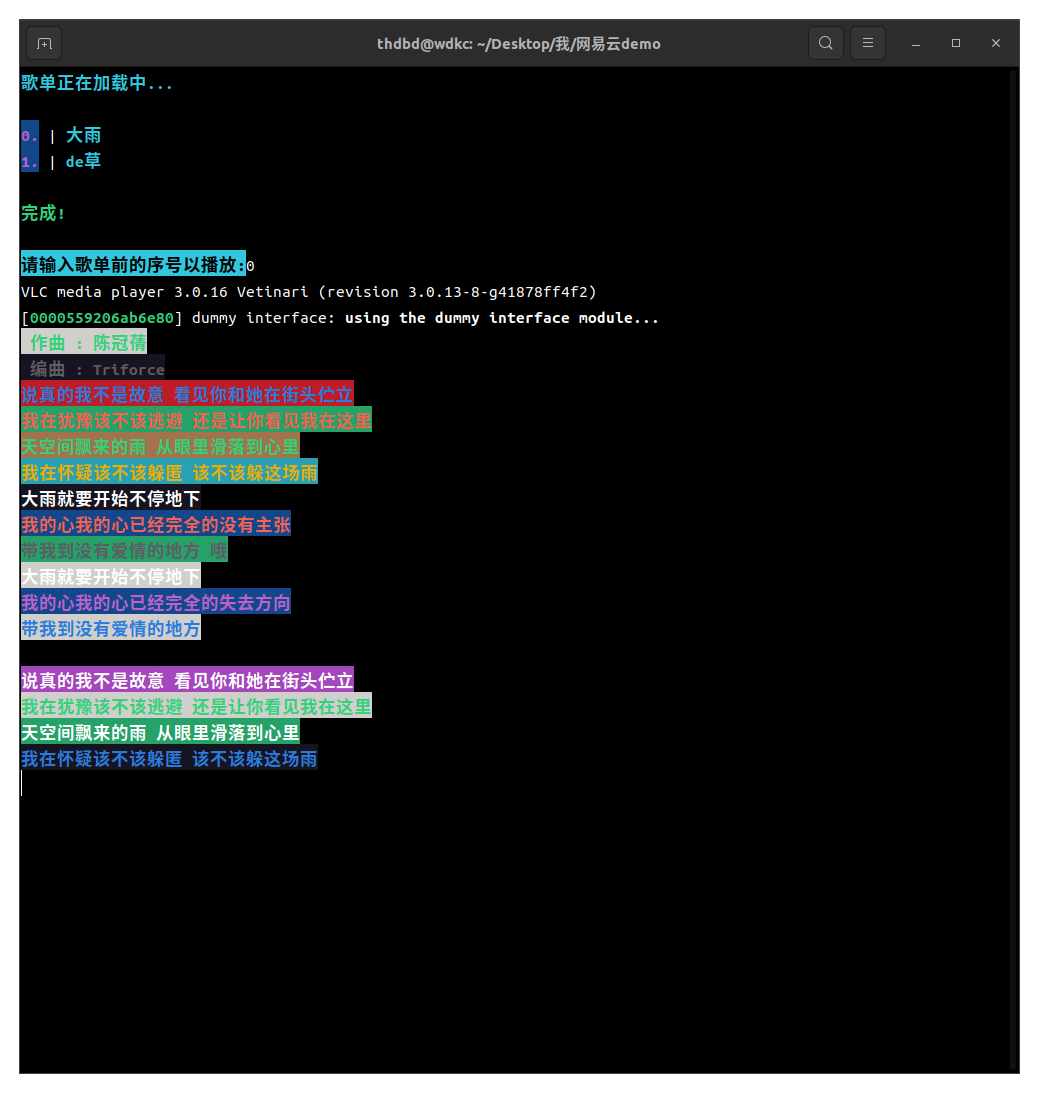 thdbd@wdkc: ~/Desktop/我/网易云demo
歌单正在加载中...
0. | 大雨
1. | de草
完成!
请输入歌单前的序号以播放:0
VLC media player 3.0.16 Vetinari (revision 3.0.13-8-g41878ff4f2)
[0000559206ab6e80] dummy interface: using the dummy interface module...
作曲 : 陈冠蒨
编曲 : Triforce
说真的我不是故意 看见你和她在街头伫立
我在犹豫该不该逃避 还是让你看见我在这里
天空间飘来的雨 从眼里滑落到心里
我在怀疑该不该躲匿 该不该躲这场雨
大雨就要开始不停地下
我的心我的心已经完全的没有主张
带我到没有爱情的地方 哦
大雨就要开始不停地下
我的心我的心已经完全的失去方向
带我到没有爱情的地方
说真的我不是故意 看见你和她在街头伫立
我在犹豫该不该逃避 还是让你看见我在这里
天空间飘来的雨 从眼里滑落到心里
我在怀疑该不该躲匿 该不该躲这场雨